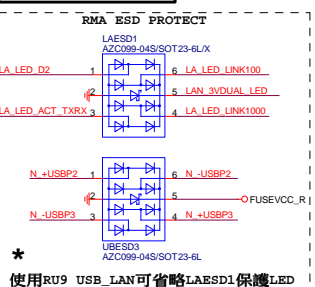 RMA ESD PROTECT
LAESD1
AZC099-04S/SOT23-6L/X
LA_LED_D2 1 6 LA_LED_LINK100
2 5 LAN_3VDUAL_LED
LA_LED_ACT_TXRX 3 4 LA_LED_LINK1000
N_+USBP2 1 6 N_-USBP2
2 5 FUSEVCC_R
N_-USBP3 3 4 N_+USBP3
UBESD3
AZC099-04S/SOT23-6L
*
使用RU9 USB_LAN可省略LAESD1保護LED